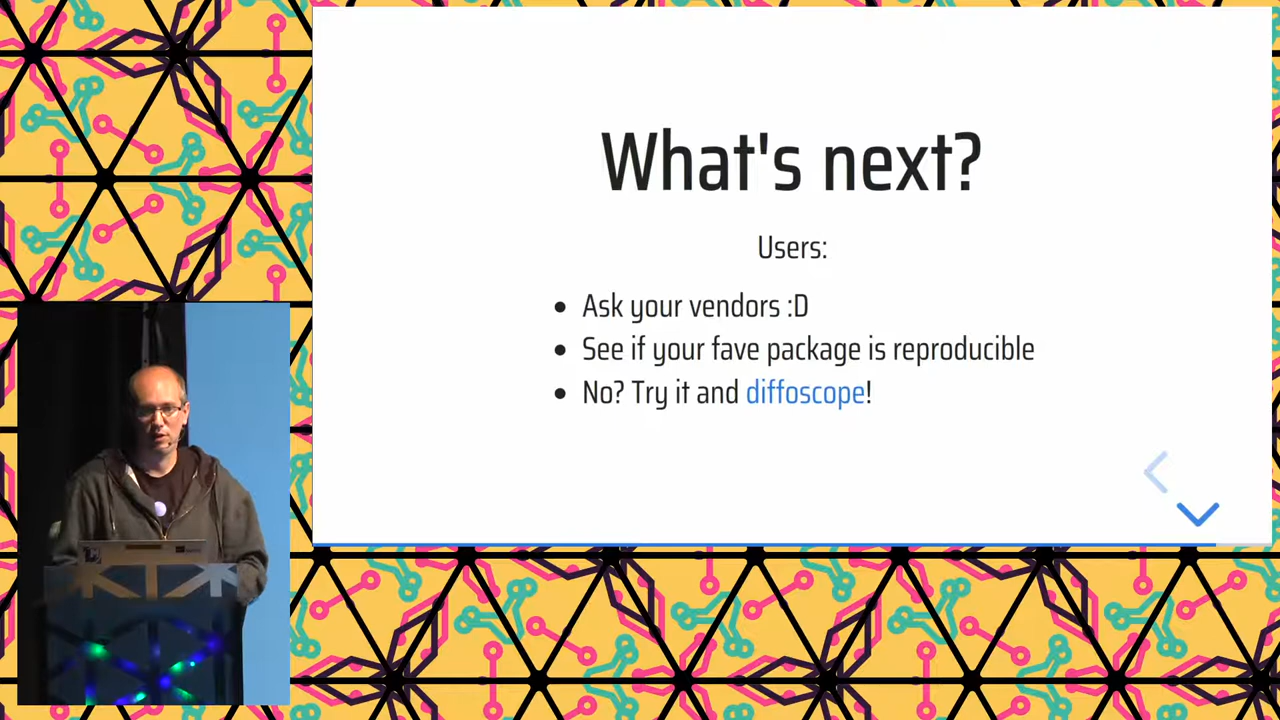 What's next?
Users:
Ask your vendors :D
See if your fave package is reproducible
No? Try it and diffoscope!